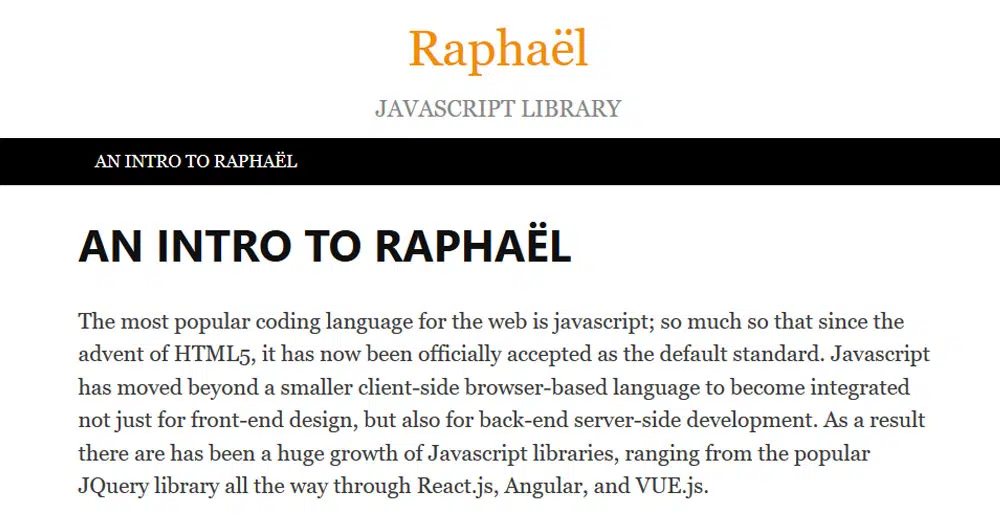 Raphaël
JAVASCRIPT LIBRARY
AN INTRO TO RAPHAËL
AN INTRO TO RAPHAËL
The most popular coding language for the web is javascript; so much so that since the
advent of HTML5, it has now been officially accepted as the default standard. Javascript
has moved beyond a smaller client-side browser-based language to become integrated
not just for front-end design, but also for back-end server-side development. As a result
there are has been a huge growth of Javascript libraries, ranging from the popular
JQuery library all the way through React.js, Angular, and VUE.js.